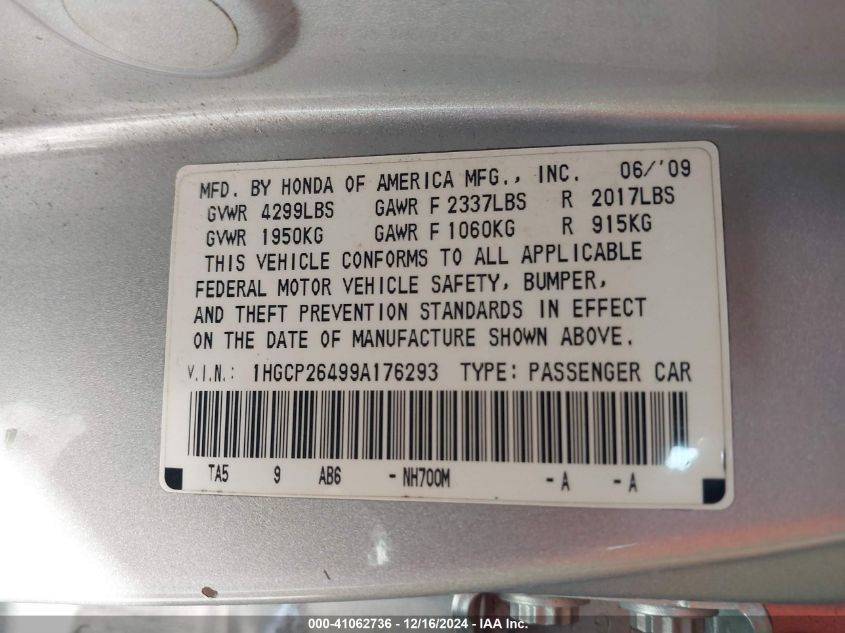 MFD. BY HONDA OF AMERICA MFG., INC. 06/'09
GVWR 4299LBS GAWR F 2337LBS R 2017LBS
GVWR 1950KG GAWR F 1060KG R 915KG
THIS VEHICLE CONFORMS TO ALL APPLICABLE
FEDERAL MOTOR VEHICLE SAFETY, BUMPER,
AND THEFT PREVENTION STANDARDS IN EFFECT
ON THE DATE OF MANUFACTURE SHOWN ABOVE.
V.I.N.: 1HGCP26499A176293 TYPE: PASSENGER CAR
TA5 9 AB6 - NH700M - A - A
000-41062736 - 12/16/2024 - IAA Inc.